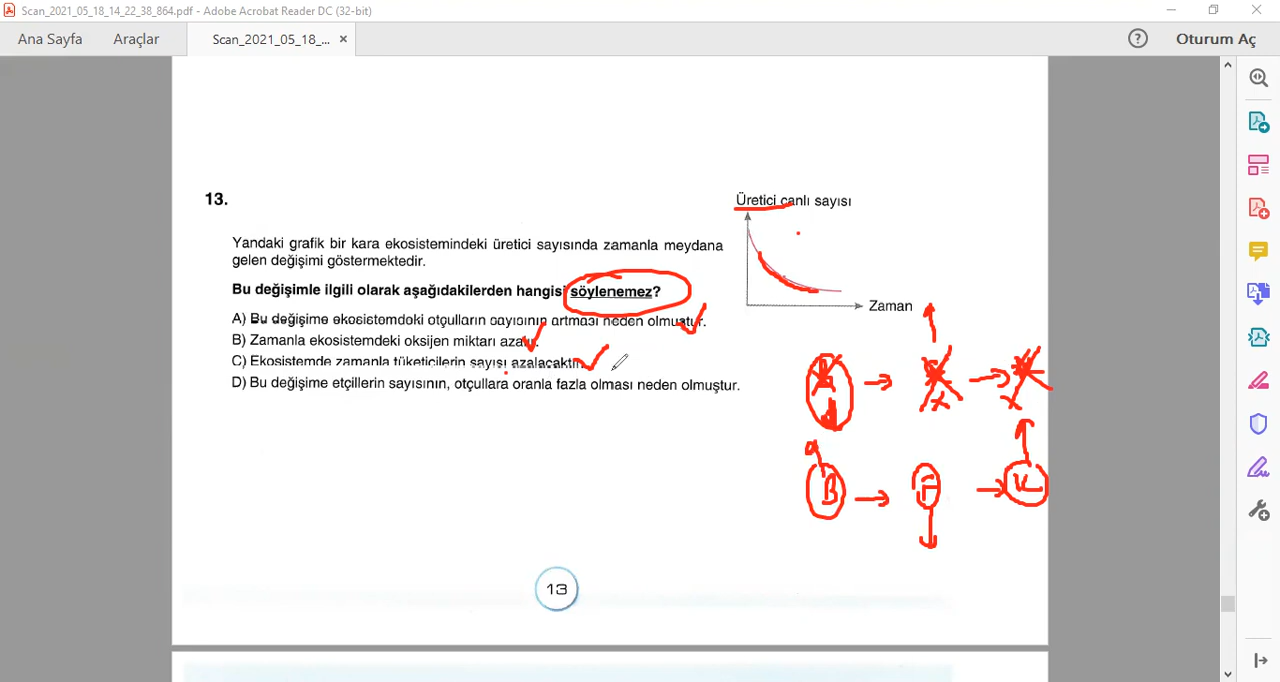 Scan_2021_05_18_14_22_38_864.pdf - Adobe Acrobat Reader DC (32-bit)
Ana Sayfa Araçlar Scan_2021_05_18_... × ? Oturum Aç
13.
Üretici canlı sayısı
Yandaki grafik bir kara ekosistemindeki üretici sayısında zamanla meydana
gelen değişimi göstermektedir.
Bu değişimle ilgili olarak aşağıdakilerden hangisi söylenemez?
Zaman
A) Bu değişime ekosistemdeki otçulların sayısının artması neden olmuştur.
B) Zamanla ekosistemdeki oksijen miktarı azalır.
C) Ekosistemde zamanla tüketicilerin sayısı azalacaktır.
D) Bu değişime etçillerin sayısının, otçullara oranla fazla olması neden olmuştur.
B → F → K
13